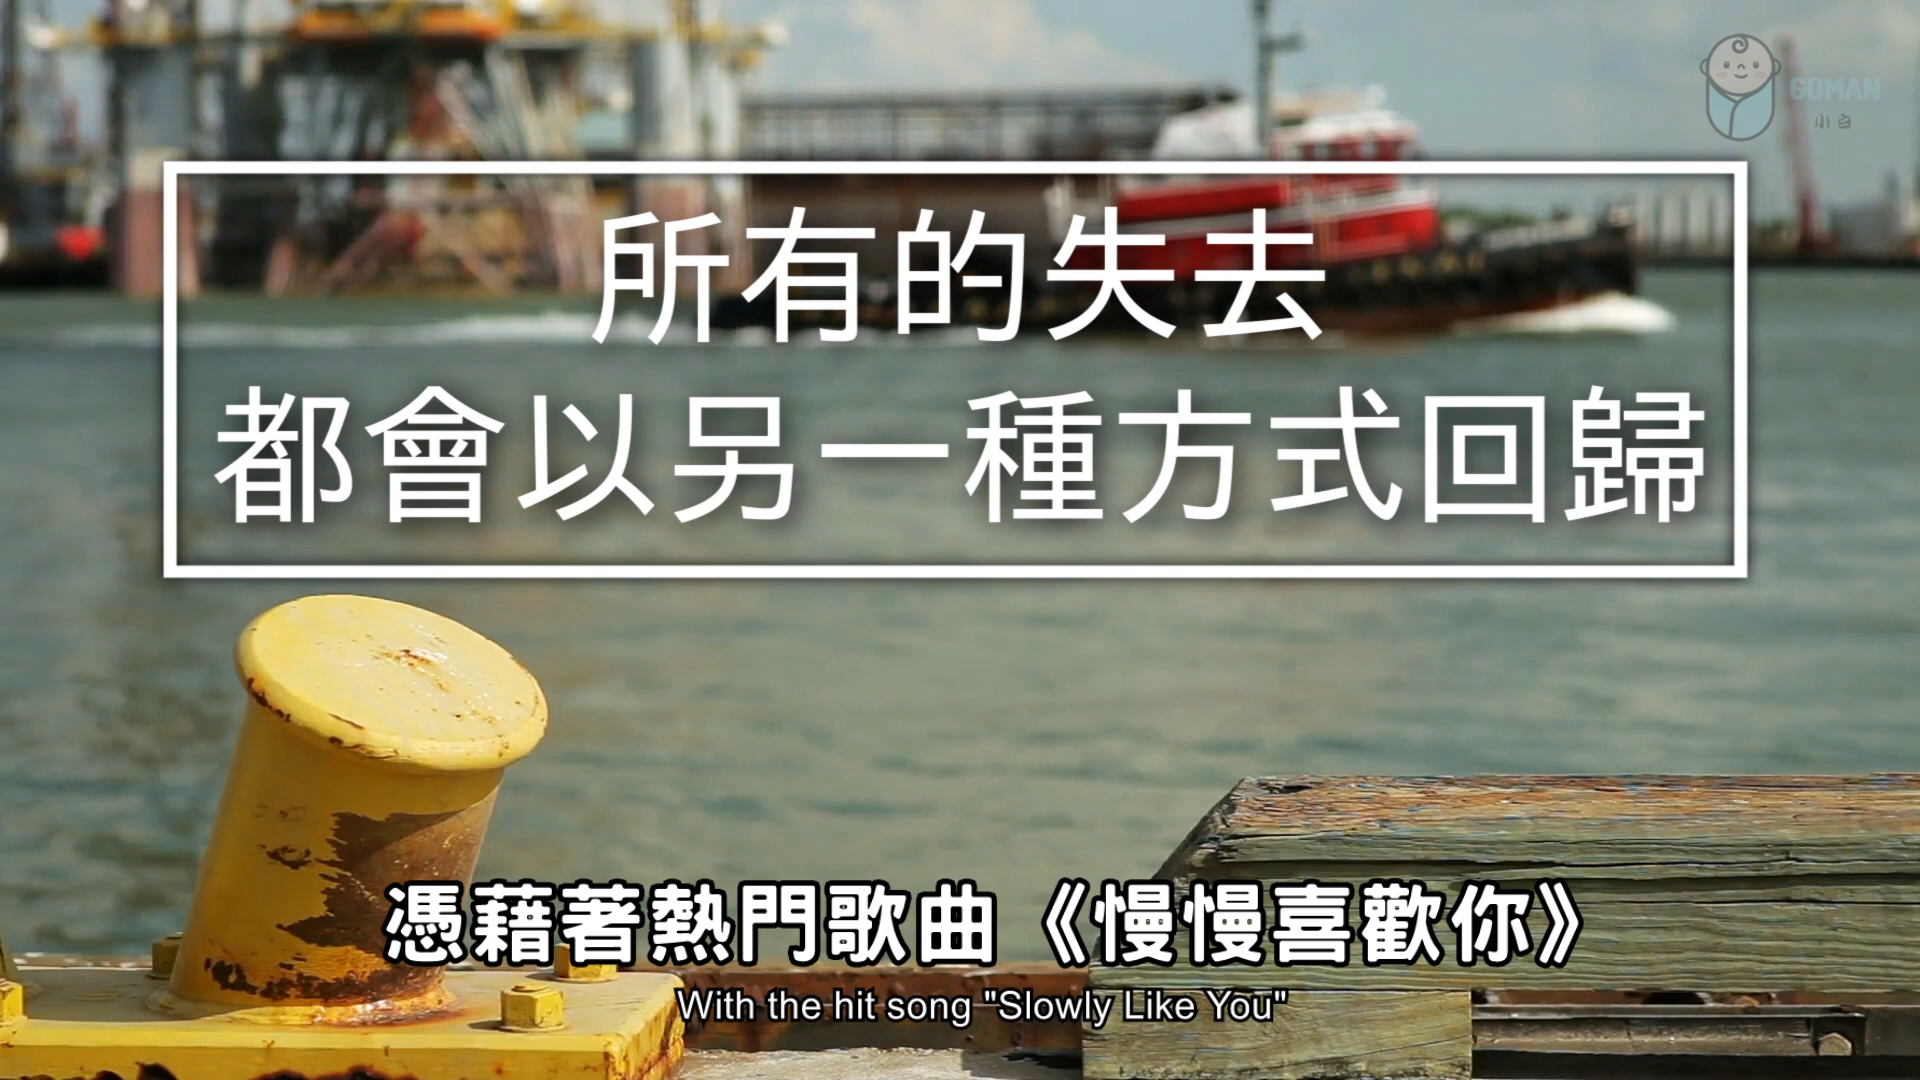 GOMAN
小白
所有的失去
都會以另一種方式回歸
憑藉著熱門歌曲《慢慢喜歡你》
With the hit song "Slowly Like You"